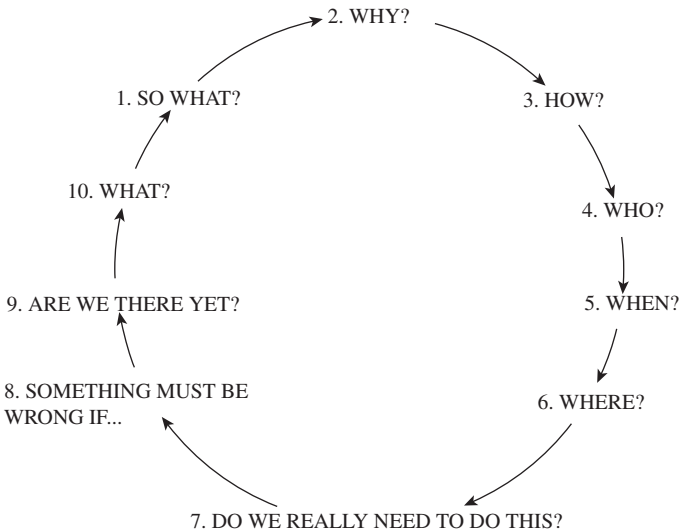 2. WHY?
1. SO WHAT?
3. HOW?
10. WHAT?
4. WHO?
9. ARE WE THERE YET?
5. WHEN?
8. SOMETHING MUST BE
WRONG IF...
6. WHERE?
7. DO WE REALLY NEED TO DO THIS?